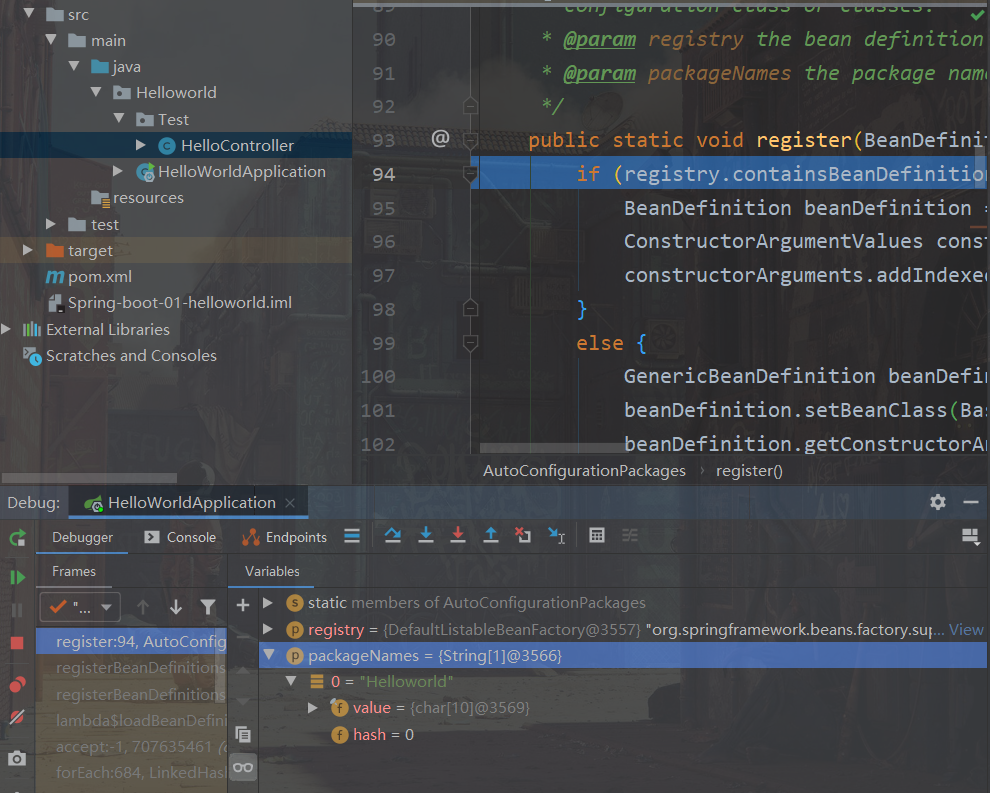 src
main
java
Helloworld
Test
HelloController
HelloWorldApplication
resources
test
target
pom.xml
Spring-boot-01-helloworld.iml
External Libraries
Scratches and Consoles
89 configuration class or classes.
90 * @param registry the bean definition
91 * @param packageNames the package name
92 */
93 @ public static void register(BeanDefinit
94 if (registry.containsBeanDefinitio
95 BeanDefinition beanDefinition =
96 ConstructorArgumentValues const
97 constructorArguments.addIndexed
98 }
99 else {
100 GenericBeanDefinition beanDefin
101 beanDefinition.setBeanClass(Bas
102 beanDefinition.getConstructorAr
AutoConfigurationPackages › register()
Debug: HelloWorldApplication
Debugger Console Endpoints
Frames Variables
"...
register:94, AutoConfig
registerBeanDefinitions
registerBeanDefinitions
lambda$loadBeanDefini
accept:-1, 707635461 (
forEach:684, LinkedHas
static members of AutoConfigurationPackages
registry = {DefaultListableBeanFactory@3557} "org.springframework.beans.factory.sup... View
packageNames = {String[1]@3566}
0 = "Helloworld"
value = {char[10]@3569}
hash = 0